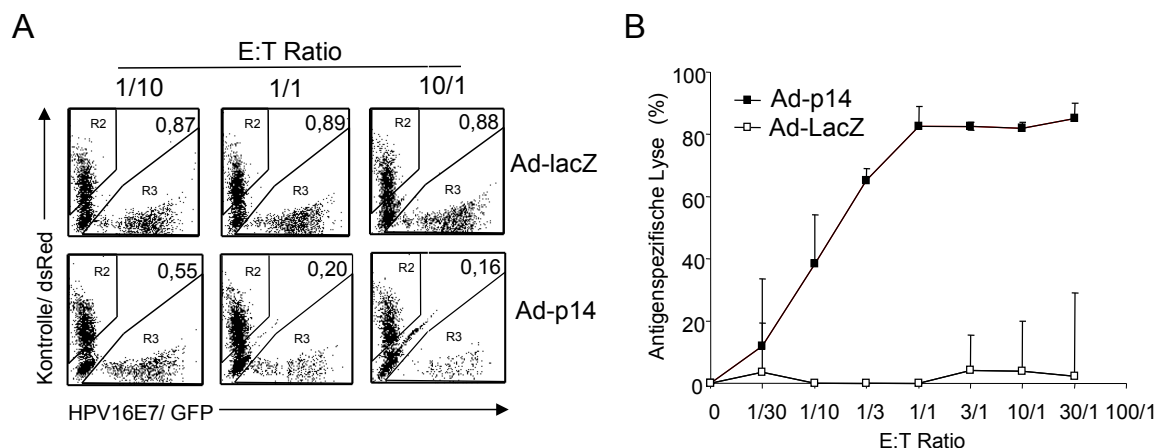 A
E:T Ratio
1/10 1/1 10/1
R2 0,87 R3
R2 0,89 R3
R2 0,88 R3
Ad-lacZ
R2 0,55 R3
R2 0,20 R3
R2 0,16 R3
Ad-p14
Kontrolle/ dsRed
HPV16E7/ GFP
B
Antigenspezifische Lyse (%)
100
80
60
40
20
0
Ad-p14
Ad-LacZ
0 1/30 1/10 1/3 1/1 3/1 10/1 30/1 100/1
E:T Ratio